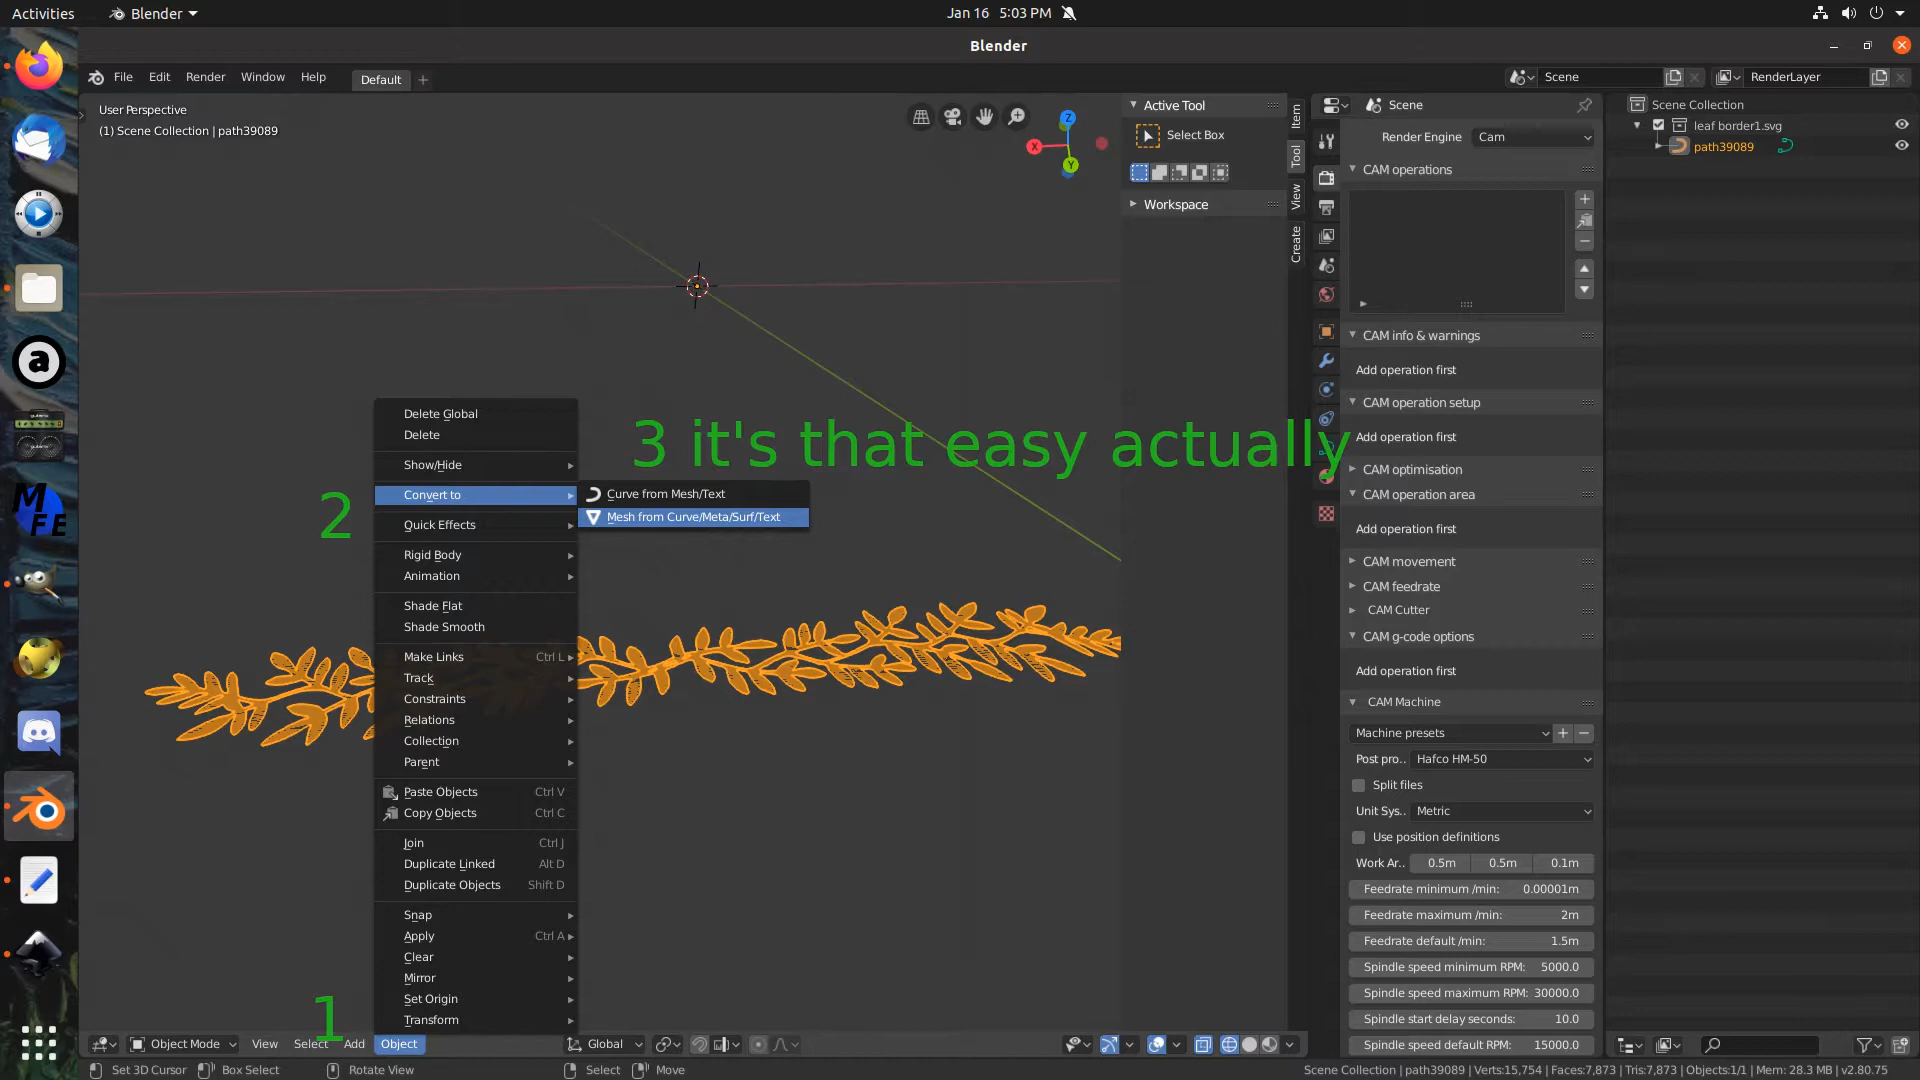 Activities
Blender
Jan 16 5:03 PM
Blender
File Edit Render Window Help
Default
Scene
RenderLayer
User Perspective
(1) Scene Collection | path39089
Z
X
Y
Active Tool
Select Box
Workspace
Item
Tool
View
Create
Scene
Render Engine Cam
CAM operations
CAM info & warnings
Add operation first
CAM operation setup
Add operation first
CAM optimisation
CAM operation area
Add operation first
CAM movement
CAM feedrate
CAM Cutter
CAM g-code options
Add operation first
CAM Machine
Machine presets
Post pro.. Hafco HM-50
Split files
Unit Sys.. Metric
Use position definitions
Work Ar.. 0.5m 0.5m 0.1m
Feedrate minimum /min: 0.00001m
Feedrate maximum /min: 2m
Feedrate default /min: 1.5m
Spindle speed minimum RPM: 5000.0
Spindle speed maximum RPM: 30000.0
Spindle start delay seconds: 10.0
Spindle speed default RPM: 15000.0
Scene Collection
leaf border1.svg
path39089
a
MFE
Delete Global
Delete
Show/Hide
Convert to
Quick Effects
Rigid Body
Animation
Shade Flat
Shade Smooth
Make Links Ctrl L
Track
Constraints
Relations
Collection
Parent
Paste Objects Ctrl V
Copy Objects Ctrl C
Join Ctrl J
Duplicate Linked Alt D
Duplicate Objects Shift D
Snap
Apply Ctrl A
Clear
Mirror
Set Origin
Transform
Curve from Mesh/Text
Mesh from Curve/Meta/Surf/Text
3 it's that easy actually
2
1
Object Mode View Select Add Object
Global
Set 3D Cursor Box Select Rotate View Select Move
Scene Collection | path39089 | Verts:15,754 | Faces:7,873 | Tris:7,873 | Objects:1/1 | Mem: 28.3 MB | v2.80.75